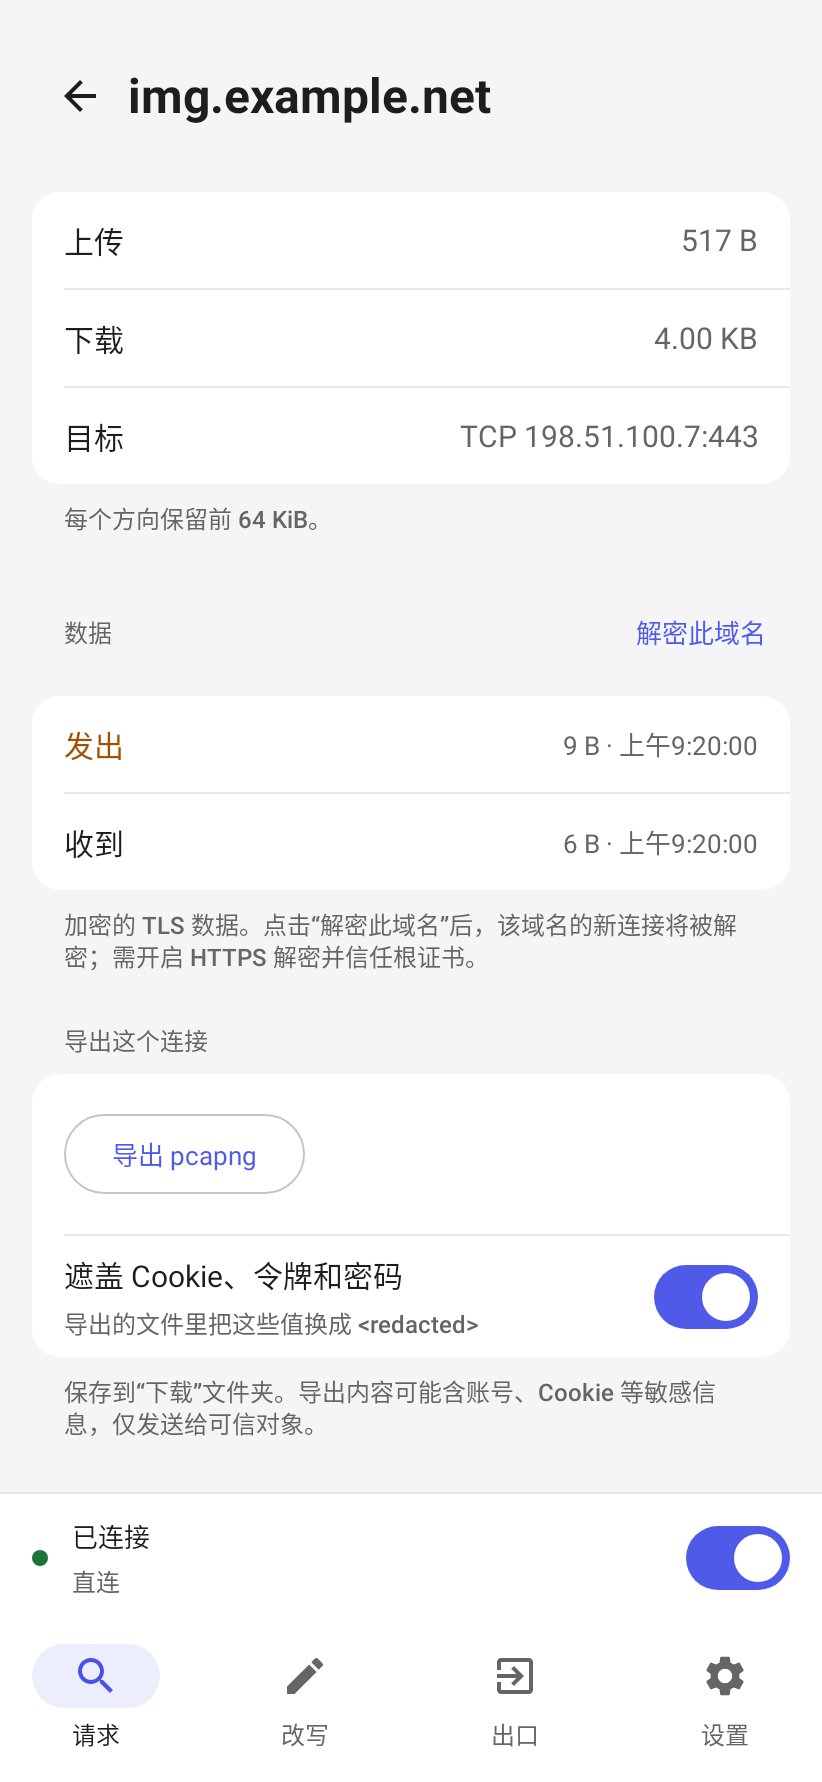 img.example.net
上传 517 B
下载 4.00 KB
目标 TCP 198.51.100.7:443
每个方向保留前 64 KiB。
数据 解密此域名
发出 9 B · 上午9:20:00
收到 6 B · 上午9:20:00
加密的 TLS 数据。点击“解密此域名”后，该域名的新连接将被解
密；需开启 HTTPS 解密并信任根证书。
导出这个连接
导出 pcapng
遮盖 Cookie、令牌和密码
导出的文件里把这些值换成 <redacted>
保存到“下载”文件夹。导出内容可能含账号、Cookie 等敏感信
息，仅发送给可信对象。
已连接
直连
请求 改写 出口 设置